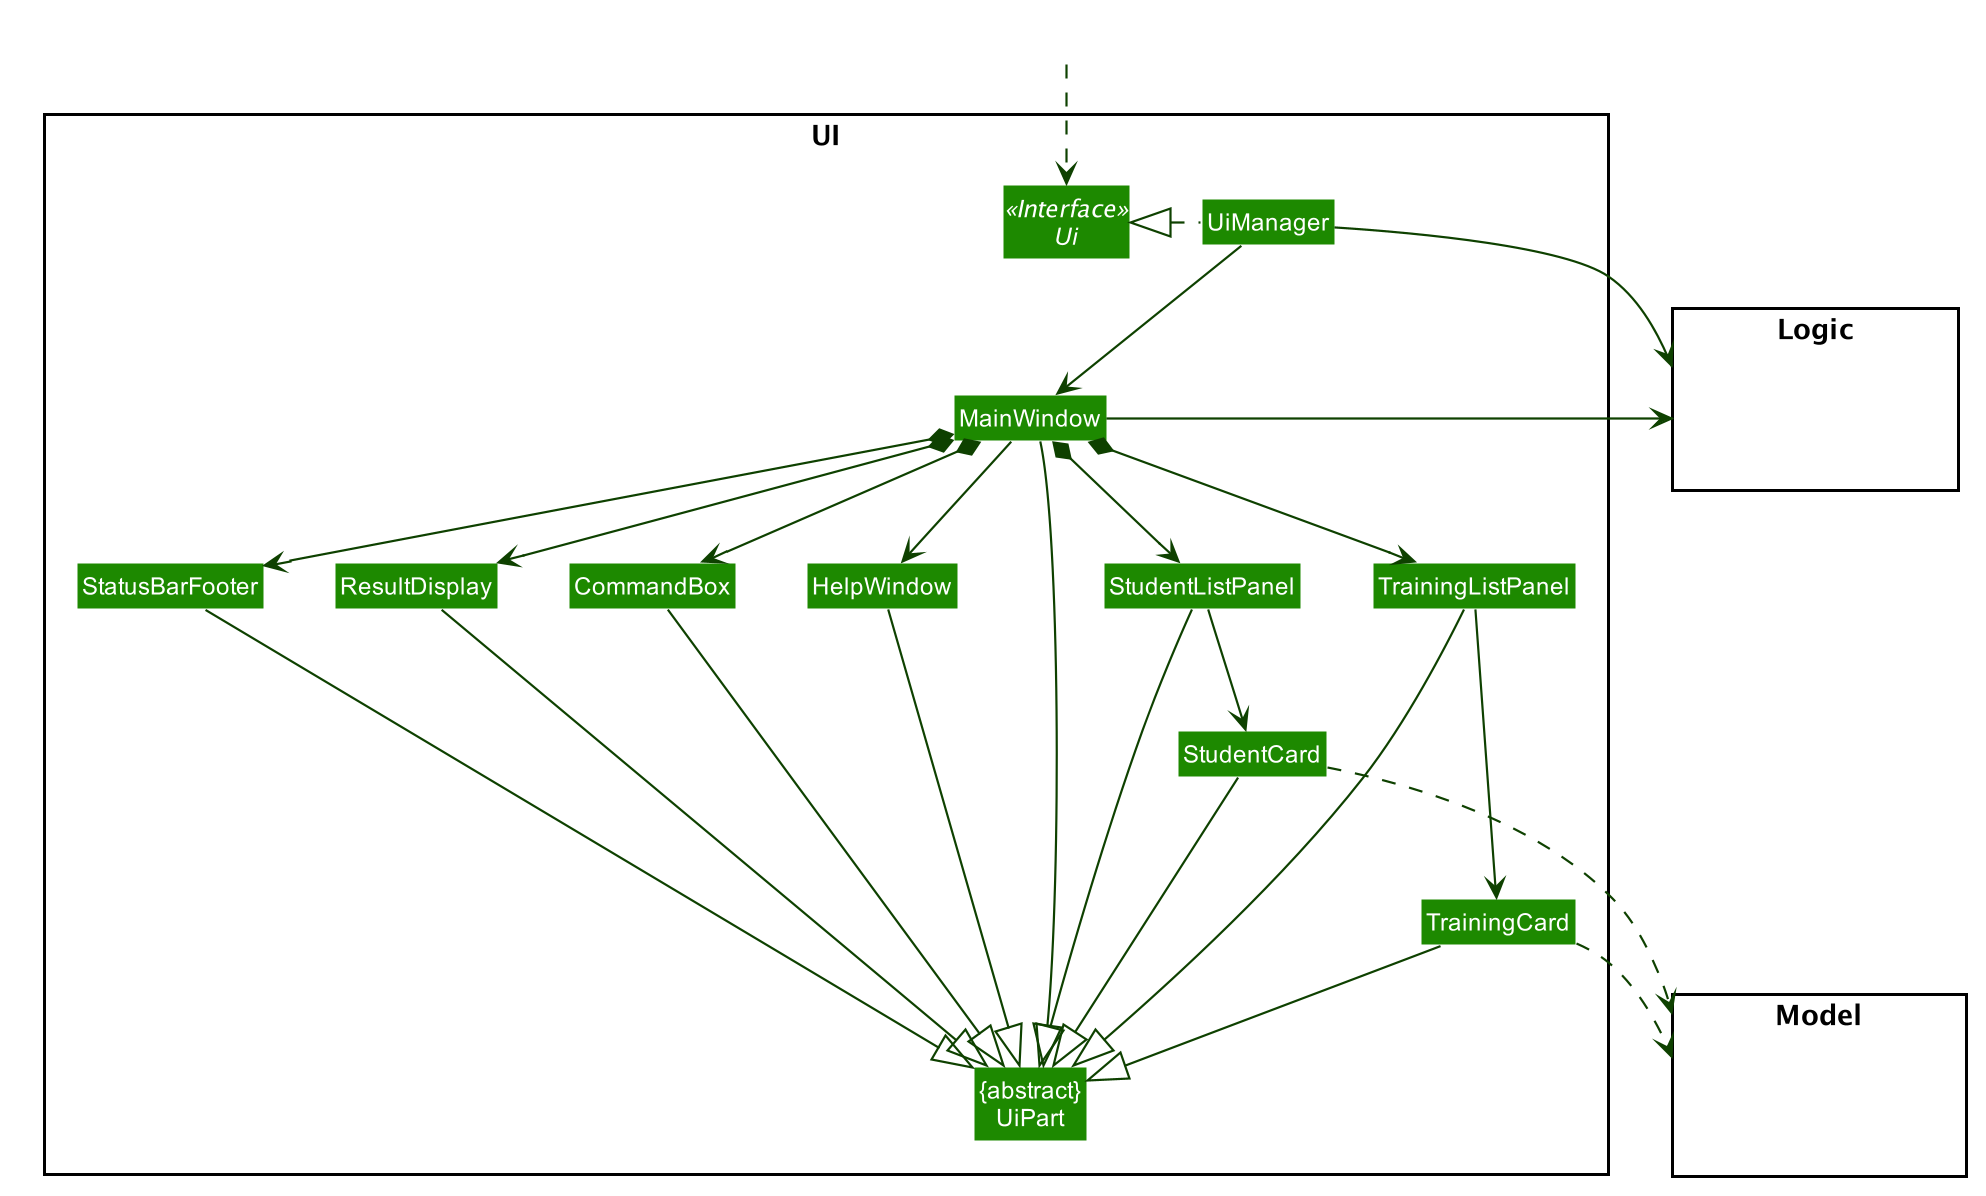 UI
«Interface»
Ui
UiManager
Logic
MainWindow
StatusBarFooter
ResultDisplay
CommandBox
HelpWindow
StudentListPanel
TrainingListPanel
StudentCard
TrainingCard
Model
{abstract}
UiPart